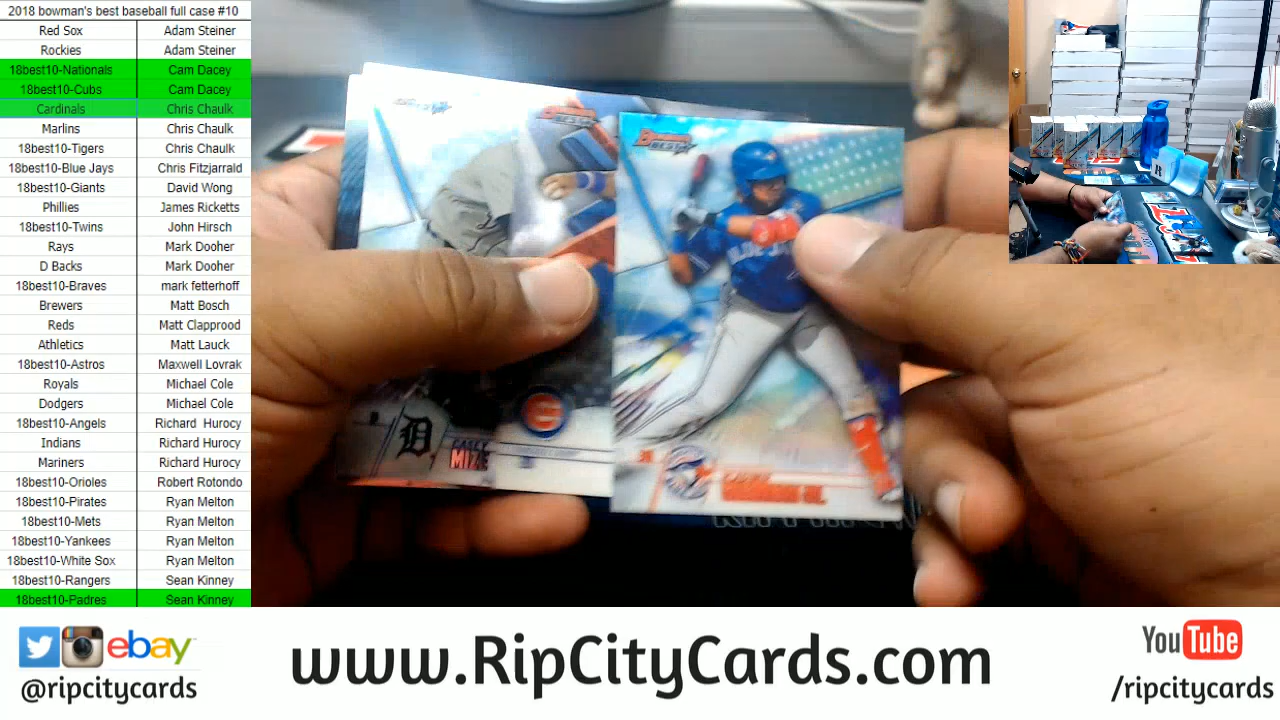 2018 bowman's best baseball full case #10
Red Sox Adam Steiner
Rockies Adam Steiner
18best10-Nationals Cam Dacey
18best10-Cubs Cam Dacey
Cardinals Chris Chaulk
Marlins Chris Chaulk
18best10-Tigers Chris Chaulk
18best10-Blue Jays Chris Fitzjarrald
18best10-Giants David Wong
Phillies James Ricketts
18best10-Twins John Hirsch
Rays Mark Dooher
D Backs Mark Dooher
18best10-Braves mark fetterhoff
Brewers Matt Bosch
Reds Matt Clapprood
Athletics Matt Lauck
18best10-Astros Maxwell Lovrak
Royals Michael Cole
Dodgers Michael Cole
18best10-Angels Richard Hurocy
Indians Richard Hurocy
Mariners Richard Hurocy
18best10-Orioles Robert Rotondo
18best10-Pirates Ryan Melton
18best10-Mets Ryan Melton
18best10-Yankees Ryan Melton
18best10-White Sox Ryan Melton
18best10-Rangers Sean Kinney
18best10-Padres Sean Kinney
BOWMAN'S
BEST
D
CASEY
MIZE
ebay
@ripcitycards
www.RipCityCards.com
YouTube
/ripcitycards